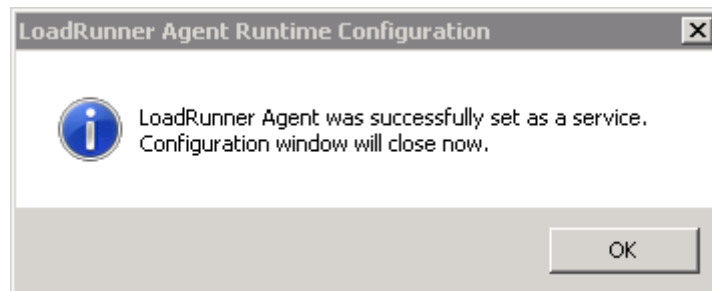 LoadRunner Agent Runtime Configuration
LoadRunner Agent was successfully set as a service.
Configuration window will close now.
OK